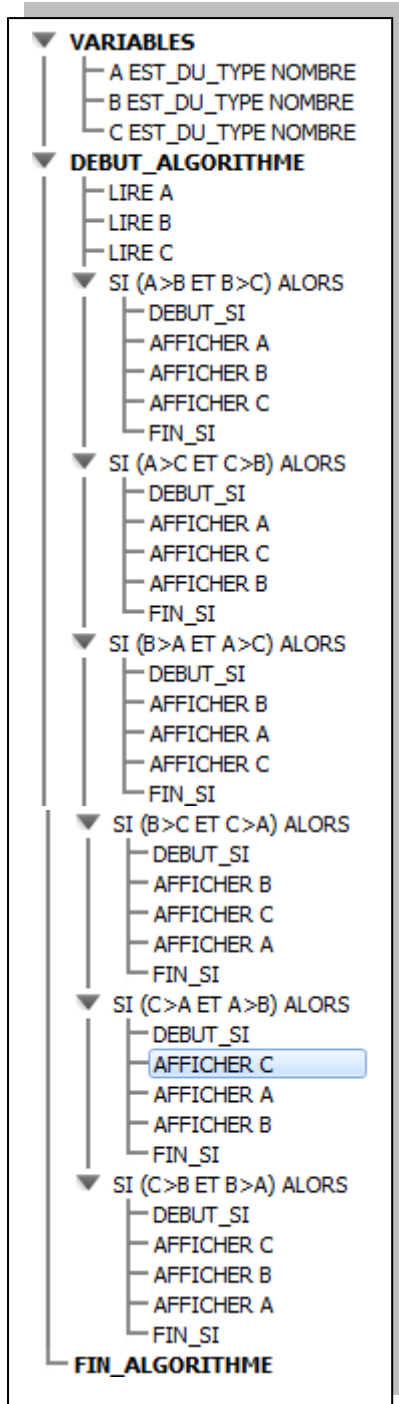 VARIABLES
A EST_DU_TYPE NOMBRE
B EST_DU_TYPE NOMBRE
C EST_DU_TYPE NOMBRE
DEBUT_ALGORITHME
LIRE A
LIRE B
LIRE C
SI (A>B ET B>C) ALORS
DEBUT_SI
AFFICHER A
AFFICHER B
AFFICHER C
FIN_SI
SI (A>C ET C>B) ALORS
DEBUT_SI
AFFICHER A
AFFICHER C
AFFICHER B
FIN_SI
SI (B>A ET A>C) ALORS
DEBUT_SI
AFFICHER B
AFFICHER A
AFFICHER C
FIN_SI
SI (B>C ET C>A) ALORS
DEBUT_SI
AFFICHER B
AFFICHER C
AFFICHER A
FIN_SI
SI (C>A ET A>B) ALORS
DEBUT_SI
AFFICHER C
AFFICHER A
AFFICHER B
FIN_SI
SI (C>B ET B>A) ALORS
DEBUT_SI
AFFICHER C
AFFICHER B
AFFICHER A
FIN_SI
FIN_ALGORITHME